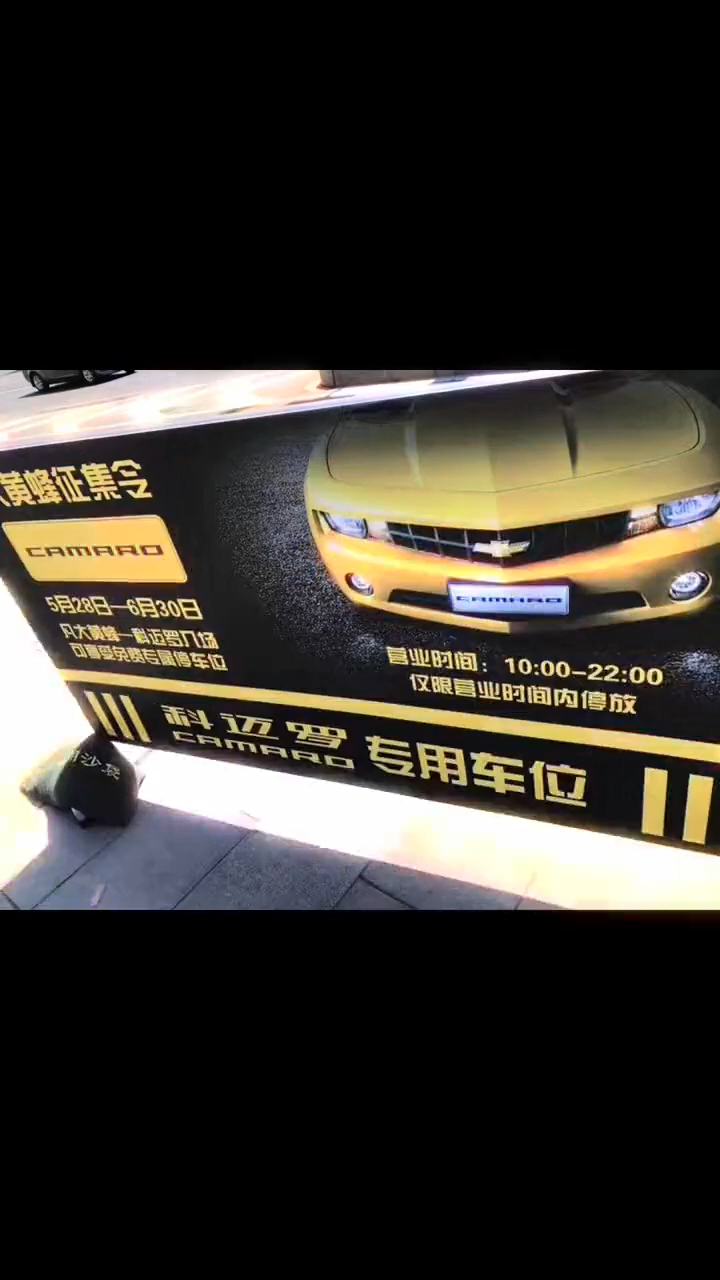 大黄蜂征集令
CAMARO
5月28日—6月30日
凡大黄蜂—科迈罗入场
可享受免费专属停车位
CAMARO
营业时间：10:00-22:00
仅限营业时间内停放
科迈罗
CAMARO
专用车位